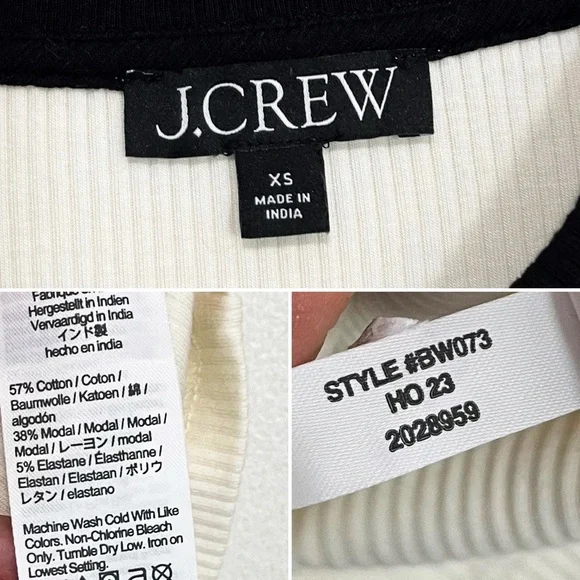 J.CREW
XS
MADE IN
INDIA
Hergestellt in Indien
Vervaardigd in India
インド製
hecho en india
57% Cotton / Coton /
Baumwolle / Katoen / 綿 /
algodón
38% Modal / Modal / Modal /
Modal / レーヨン / modal
5% Elastane / Élasthanne /
Elastan / Elastaan / ポリウ
レタン / elastano
Machine Wash Cold With Like
Colors. Non-Chlorine Bleach
Only. Tumble Dry Low. Iron on
Lowest Setting.
STYLE #BW073
HO 23
2028959